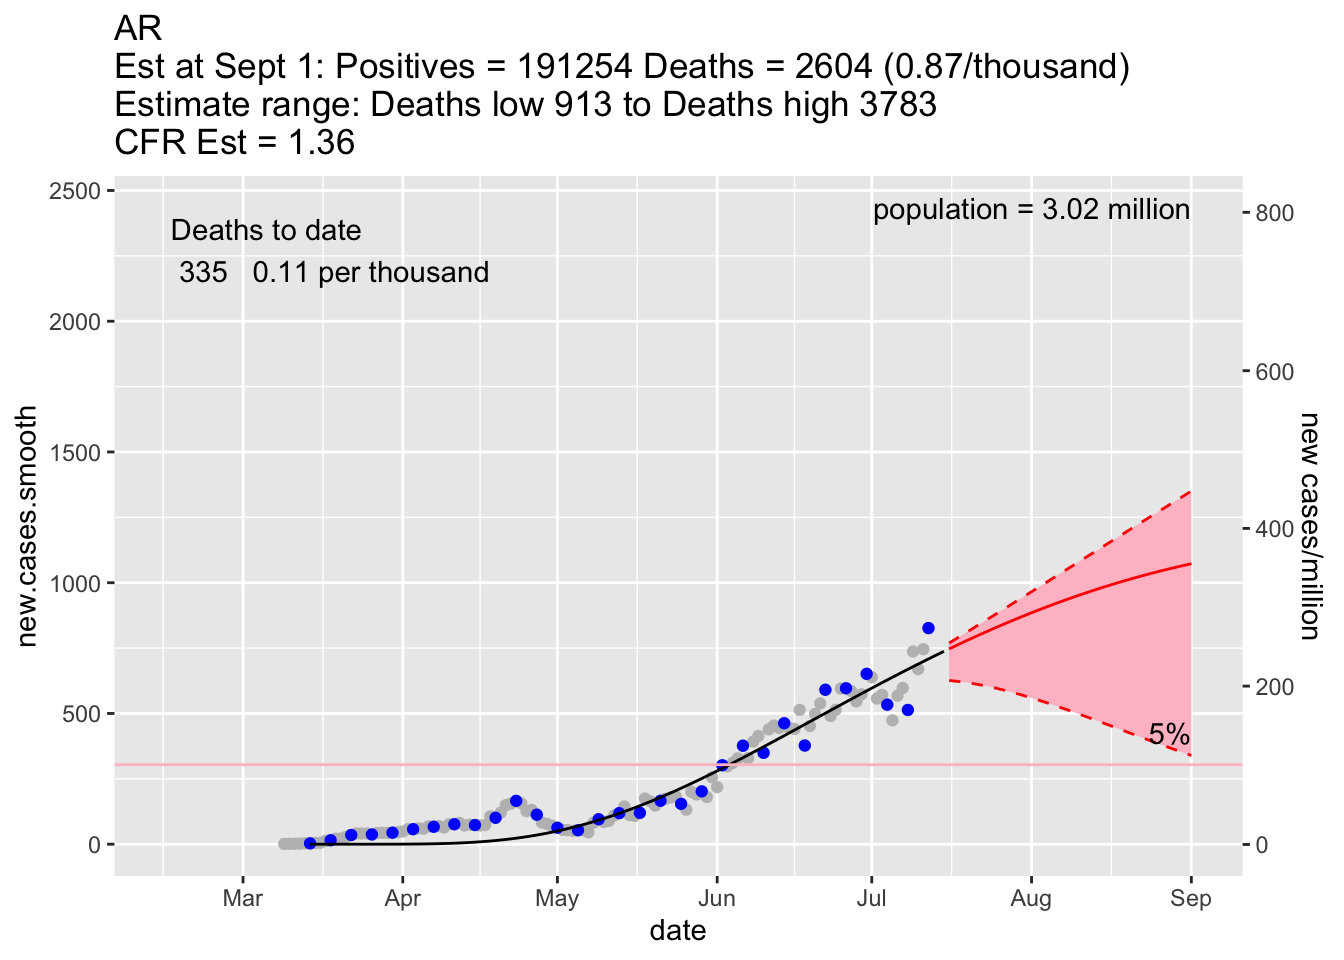 AR
Est at Sept 1: Positives = 191254 Deaths = 2604 (0.87/thousand)
Estimate range: Deaths low 913 to Deaths high 3783
CFR Est = 1.36
Deaths to date
335 0.11 per thousand
population = 3.02 million
5%
2500
2000
1500
1000
500
0
new.cases.smooth
800
600
400
200
0
new cases/million
Mar Apr May Jun Jul Aug Sep
date